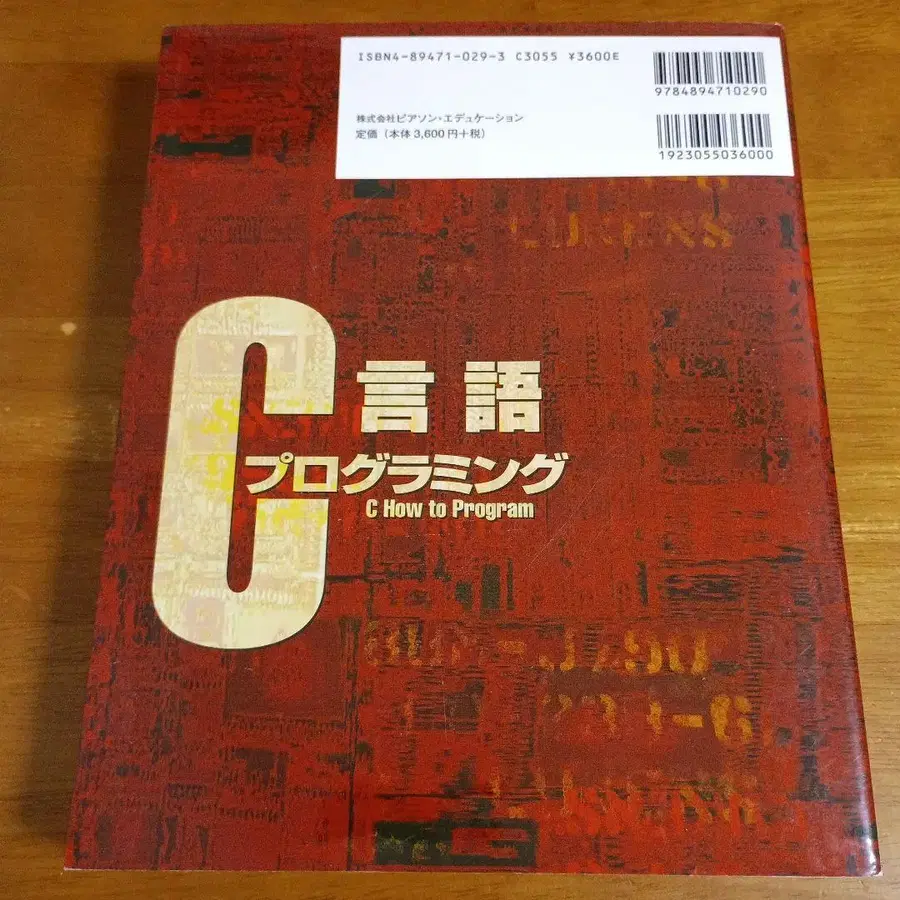 ISBN4-89471-029-3 C3055 ¥3600E
9784894710290
株式会社ピアソン・エデュケーション
定価(本体3,600円+税)
1923055036000
C言語
プログラミング
C How to Program